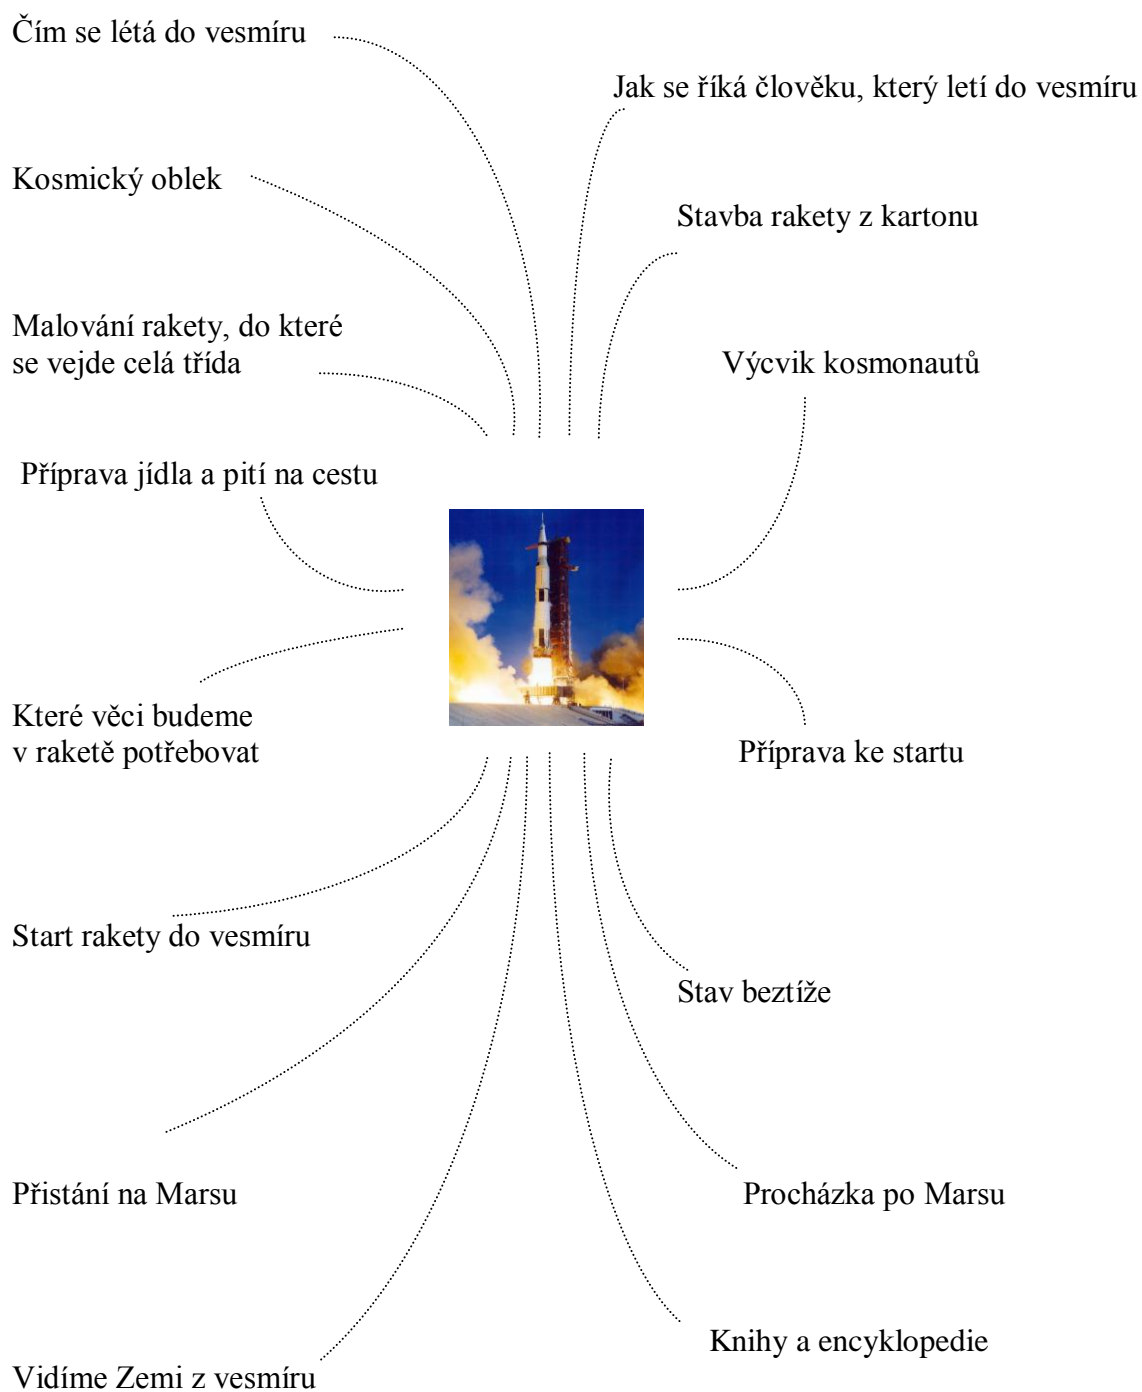 Čím se létá do vesmíru
Jak se říká člověku, který letí do vesmíru
Kosmický oblek
Stavba rakety z kartonu
Malování rakety, do které
se vejde celá třída
Výcvik kosmonautů
Příprava jídla a pití na cestu
Které věci budeme
v raketě potřebovat
Příprava ke startu
Start rakety do vesmíru
Stav beztíže
Přistání na Marsu
Procházka po Marsu
Knihy a encyklopedie
Vidíme Zemi z vesmíru